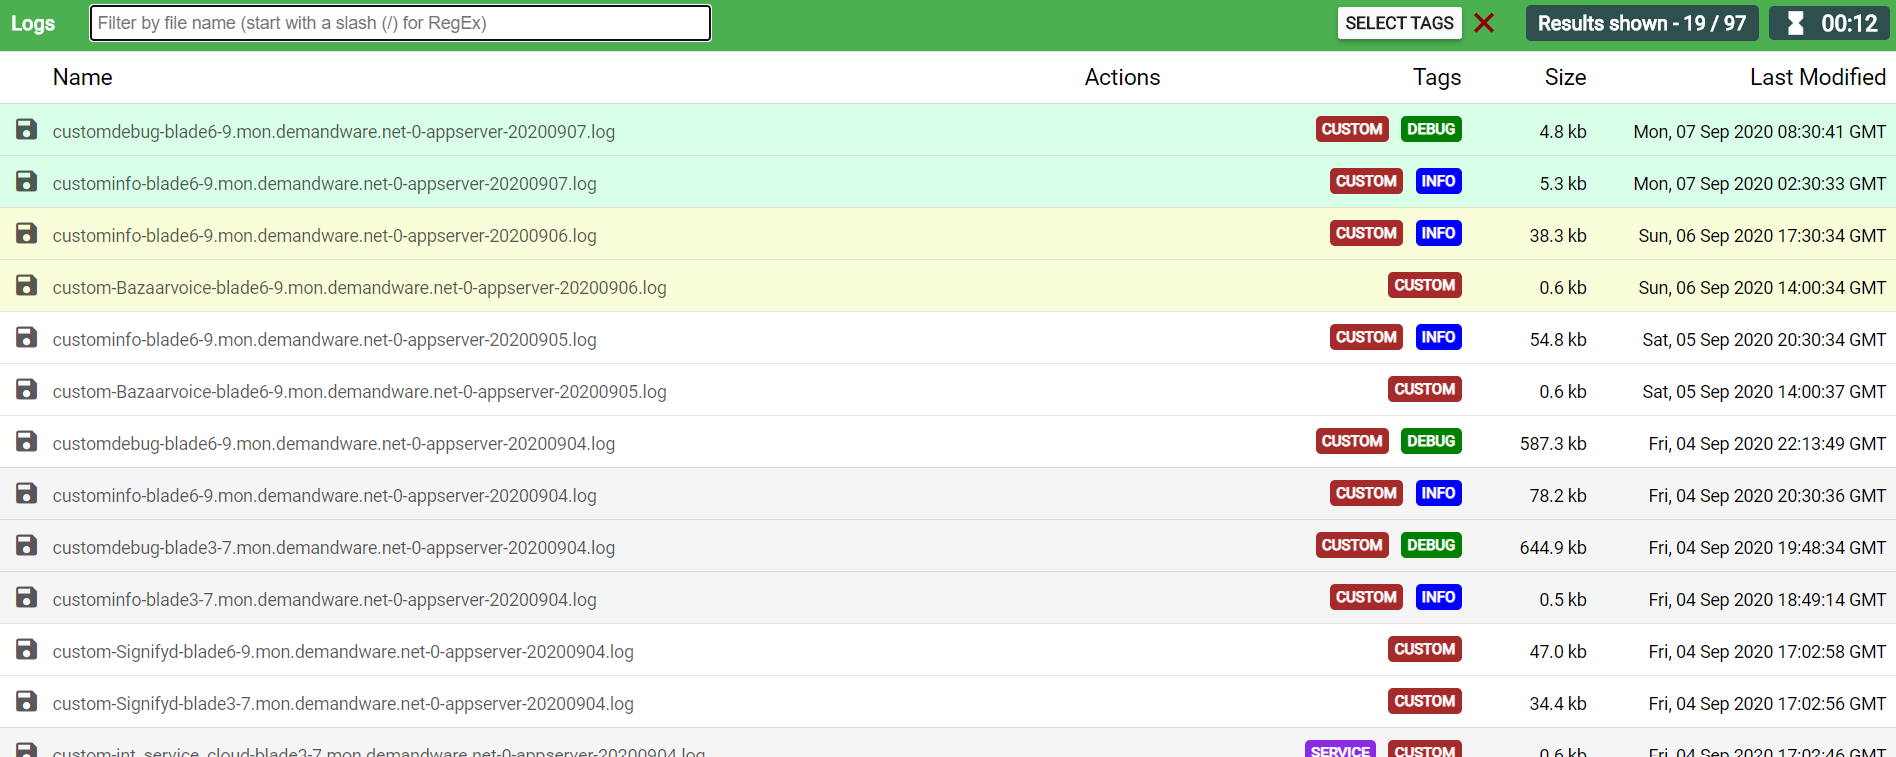 Logs Filter by file name (start with a slash (/) for RegEx) SELECT TAGS Results shown - 19 / 97 00:12
Name Actions Tags Size Last Modified
customdebug-blade6-9.mon.demandware.net-0-appserver-20200907.log CUSTOM DEBUG 4.8 kb Mon, 07 Sep 2020 08:30:41 GMT
custominfo-blade6-9.mon.demandware.net-0-appserver-20200907.log CUSTOM INFO 5.3 kb Mon, 07 Sep 2020 02:30:33 GMT
custominfo-blade6-9.mon.demandware.net-0-appserver-20200906.log CUSTOM INFO 38.3 kb Sun, 06 Sep 2020 17:30:34 GMT
custom-Bazaarvoice-blade6-9.mon.demandware.net-0-appserver-20200906.log CUSTOM 0.6 kb Sun, 06 Sep 2020 14:00:34 GMT
custominfo-blade6-9.mon.demandware.net-0-appserver-20200905.log CUSTOM INFO 54.8 kb Sat, 05 Sep 2020 20:30:34 GMT
custom-Bazaarvoice-blade6-9.mon.demandware.net-0-appserver-20200905.log CUSTOM 0.6 kb Sat, 05 Sep 2020 14:00:37 GMT
customdebug-blade6-9.mon.demandware.net-0-appserver-20200904.log CUSTOM DEBUG 587.3 kb Fri, 04 Sep 2020 22:13:49 GMT
custominfo-blade6-9.mon.demandware.net-0-appserver-20200904.log CUSTOM INFO 78.2 kb Fri, 04 Sep 2020 20:30:36 GMT
customdebug-blade3-7.mon.demandware.net-0-appserver-20200904.log CUSTOM DEBUG 644.9 kb Fri, 04 Sep 2020 19:48:34 GMT
custominfo-blade3-7.mon.demandware.net-0-appserver-20200904.log CUSTOM INFO 0.5 kb Fri, 04 Sep 2020 18:49:14 GMT
custom-Signifyd-blade6-9.mon.demandware.net-0-appserver-20200904.log CUSTOM 47.0 kb Fri, 04 Sep 2020 17:02:58 GMT
custom-Signifyd-blade3-7.mon.demandware.net-0-appserver-20200904.log CUSTOM 34.4 kb Fri, 04 Sep 2020 17:02:56 GMT
custom-int_service_cloud-blade3-7.mon.demandware.net-0-appserver-20200904.log SERVICE CUSTOM 0.6 kb Fri, 04 Sep 2020 17:02:46 GMT